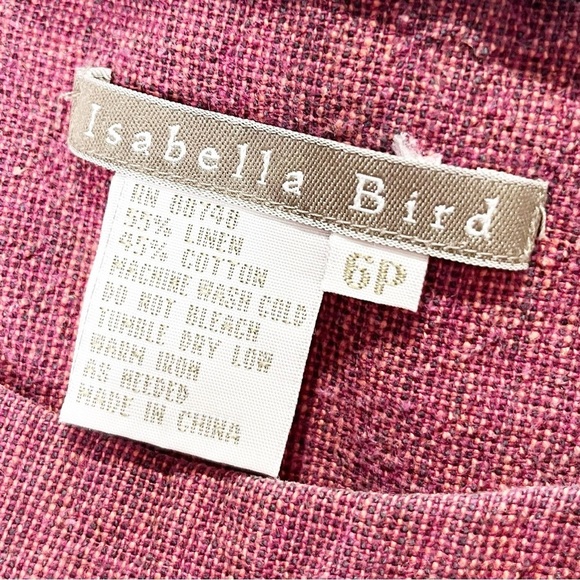 Isabella Bird
6P
RN 80740
55% LINEN
45% COTTON
MACHINE WASH COLD
DO NOT BLEACH
TUMBLE DRY LOW
WARM IRON
AS NEEDED
MADE IN CHINA